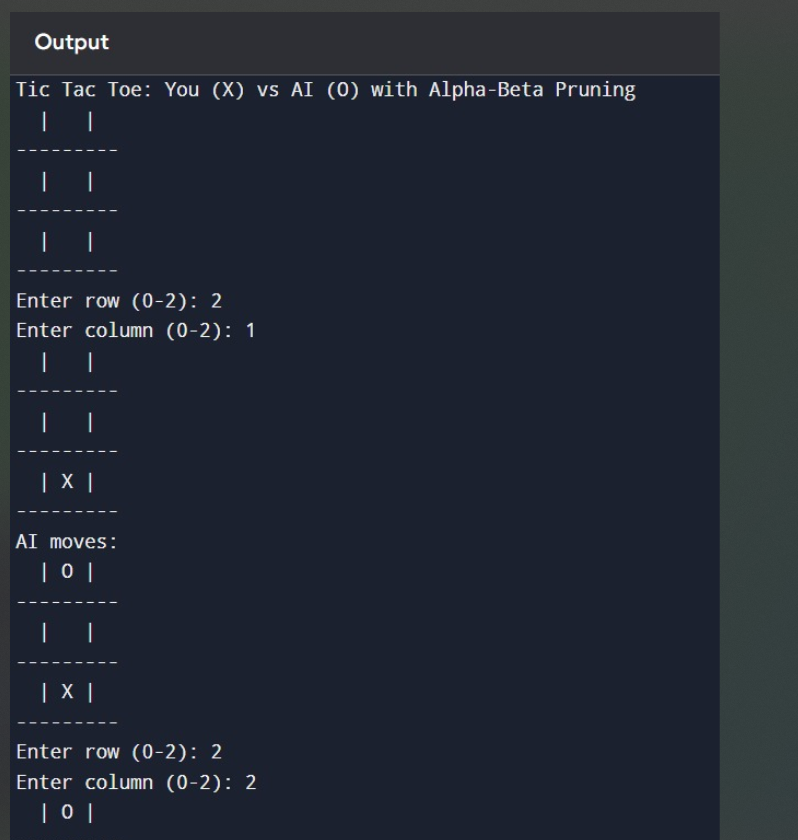 Output
Tic Tac Toe: You (X) vs AI (O) with Alpha-Beta Pruning
  |   |
---------
  |   |
---------
  |   |
---------
Enter row (0-2): 2
Enter column (0-2): 1
  |   |
---------
  |   |
---------
  | X |
---------
AI moves:
  | O |
---------
  |   |
---------
  | X |
---------
Enter row (0-2): 2
Enter column (0-2): 2
  | O |